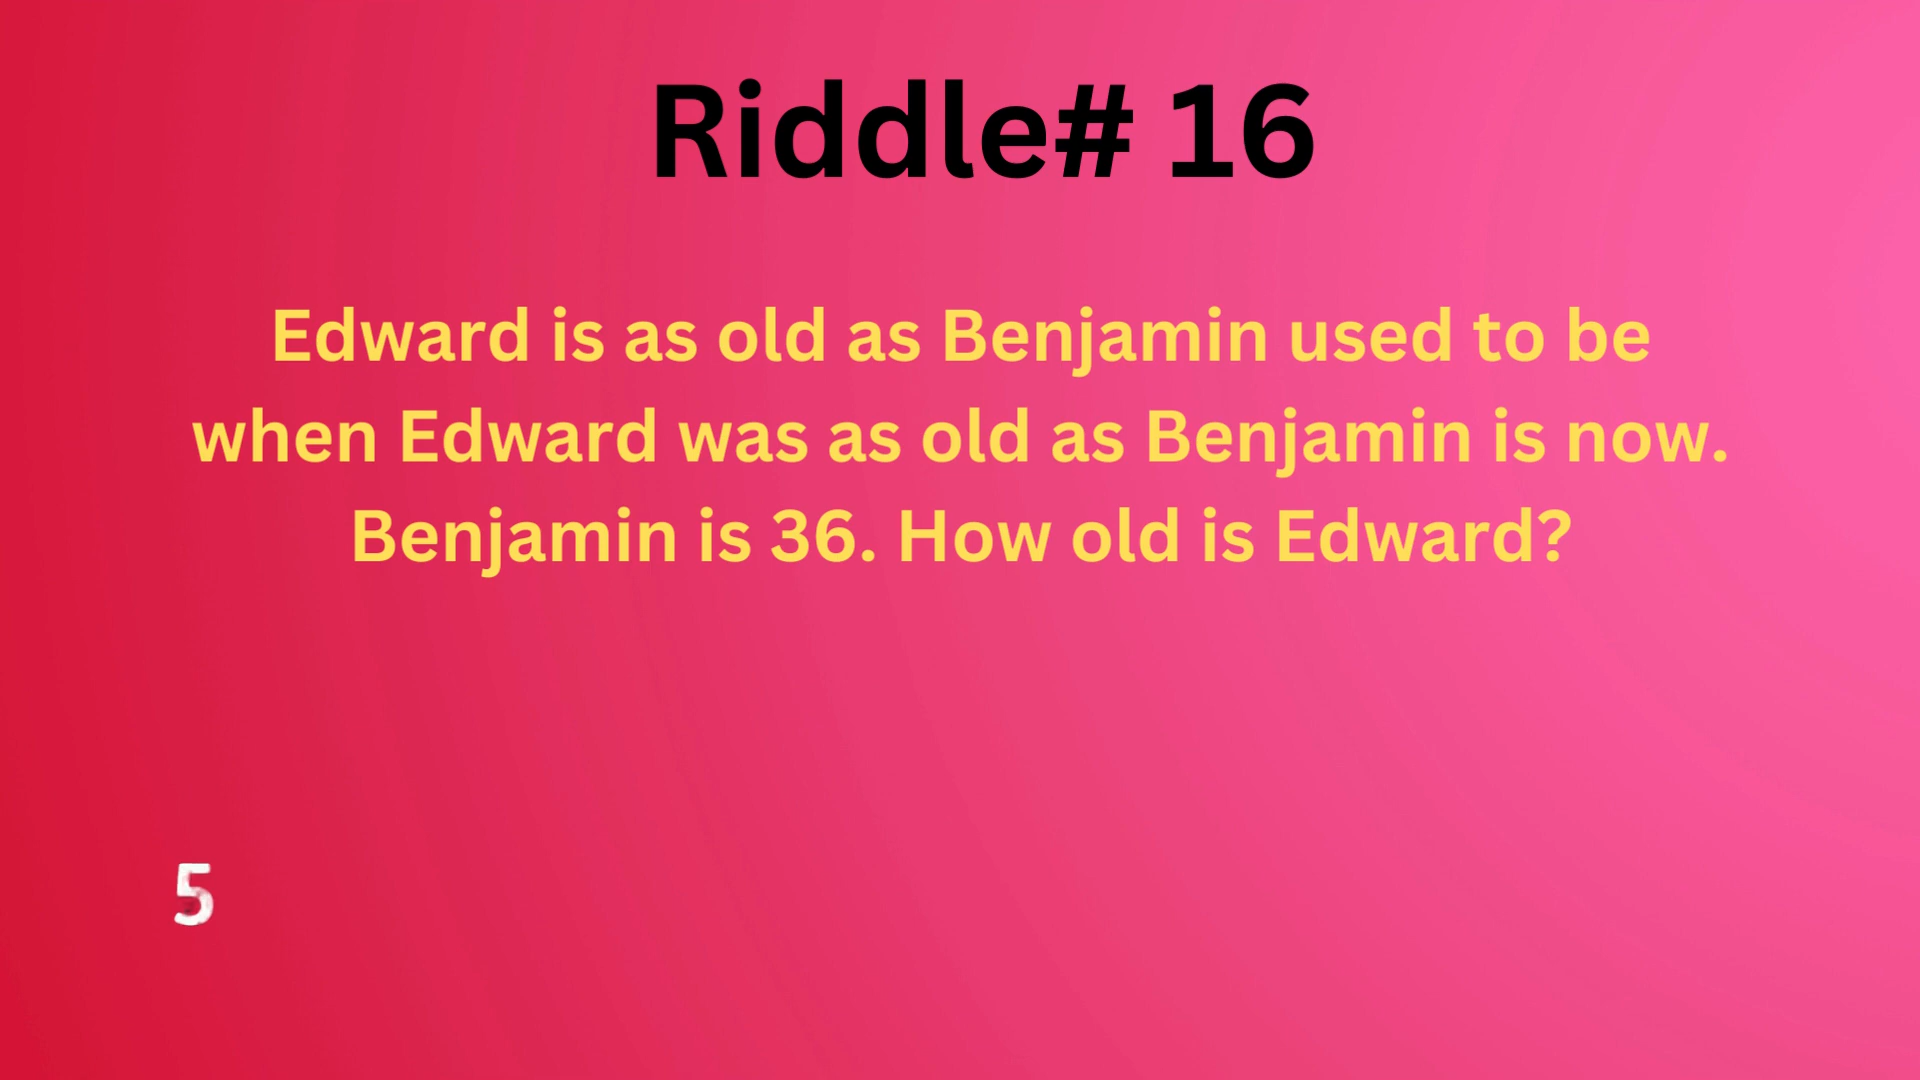 Riddle# 16
Edward is as old as Benjamin used to be
when Edward was as old as Benjamin is now.
Benjamin is 36. How old is Edward?
5